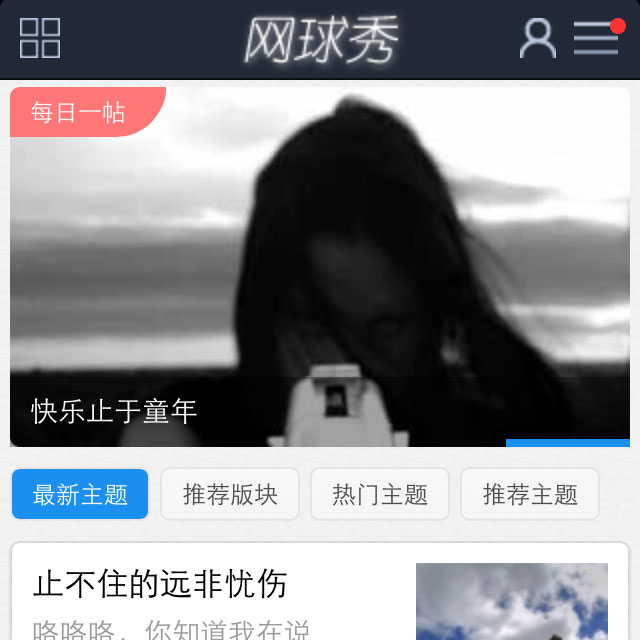 网球秀
每日一帖
快乐止于童年
最新主题 推荐版块 热门主题 推荐主题
止不住的远非忧伤
咯咯咯，你知道我在说